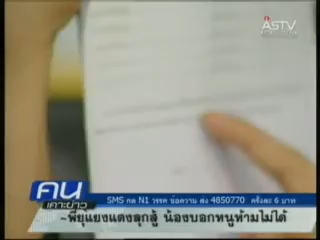 ASTV
คน
เคาะข่าว
SMS กด N1 วรรค ข้อความ ส่ง 4850770 ครั้งละ 6 บาท
~พี่ยุแยงแตงลุกสู้ น้องบอกหนูห้ามไม่ได้